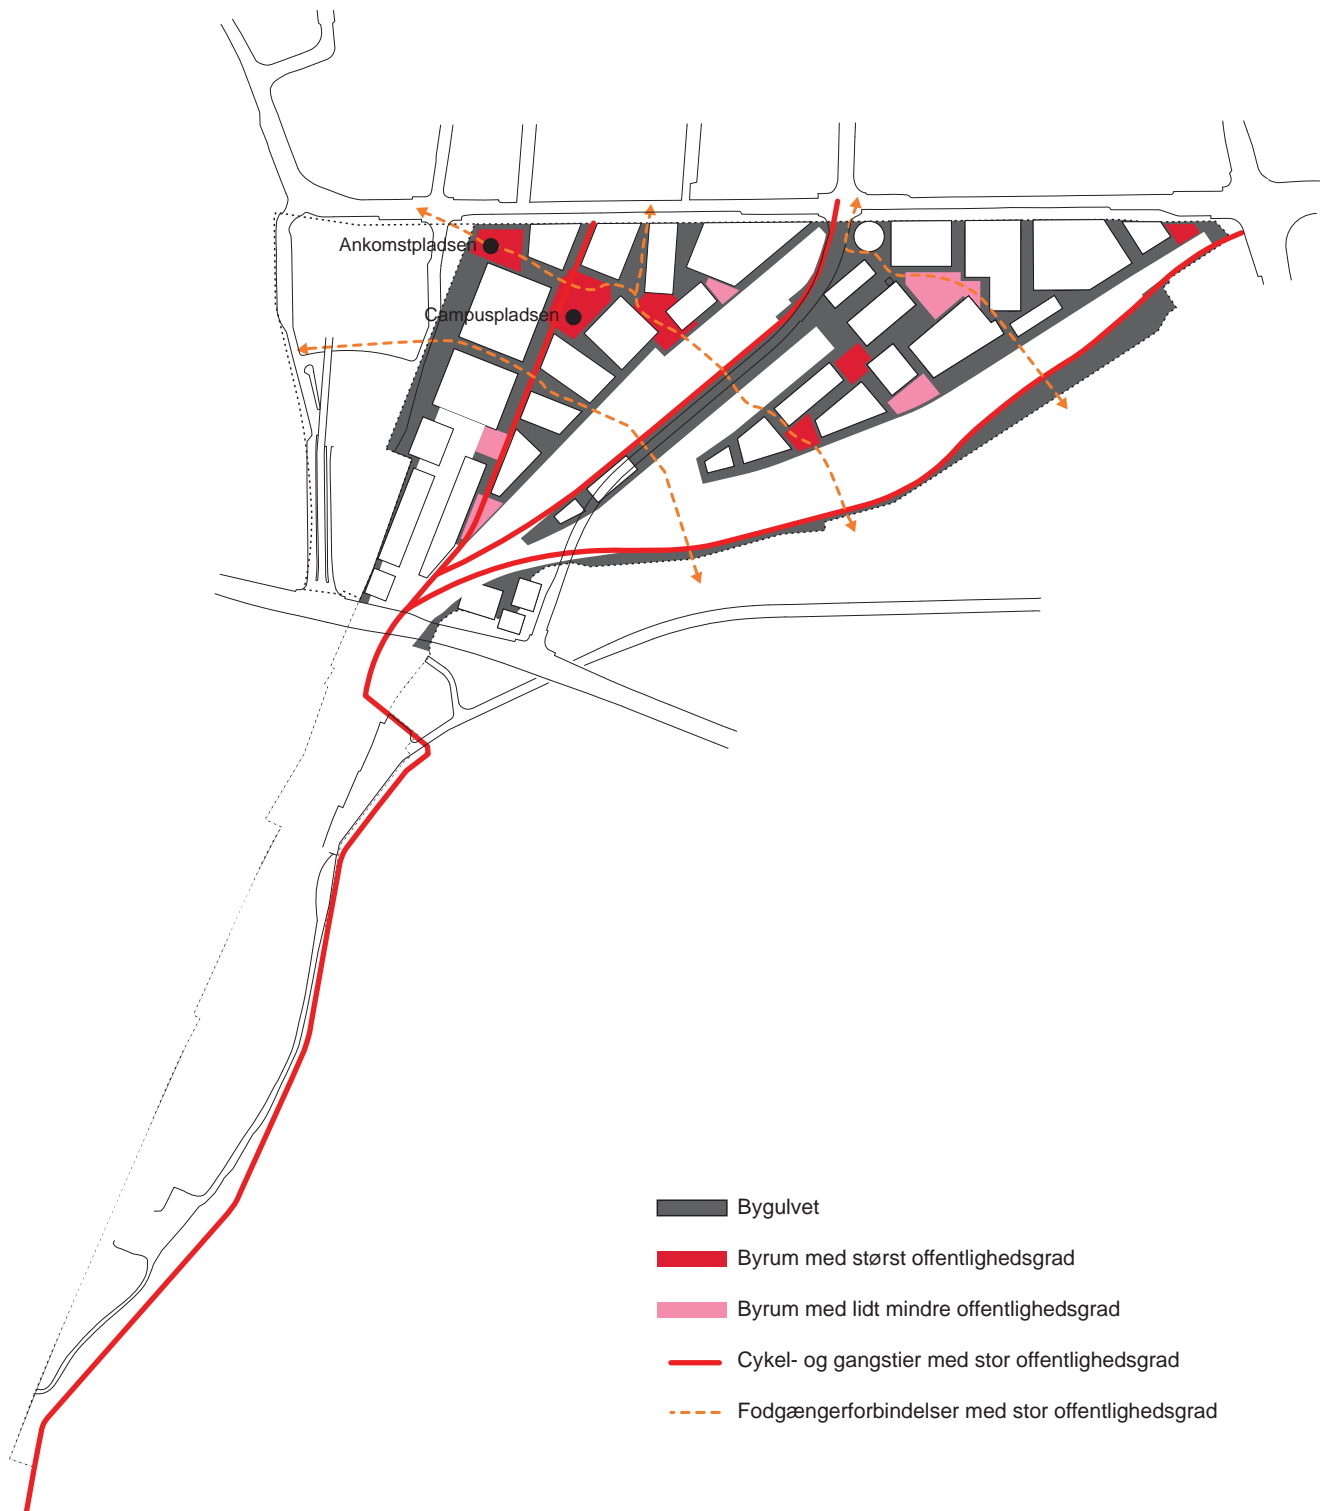 Ankomstpladsen
Campuspladsen
Bygulvet
Byrum med størst offentlighedsgrad
Byrum med lidt mindre offentlighedsgrad
Cykel- og gangstier med stor offentlighedsgrad
Fodgængerforbindelser med stor offentlighedsgrad